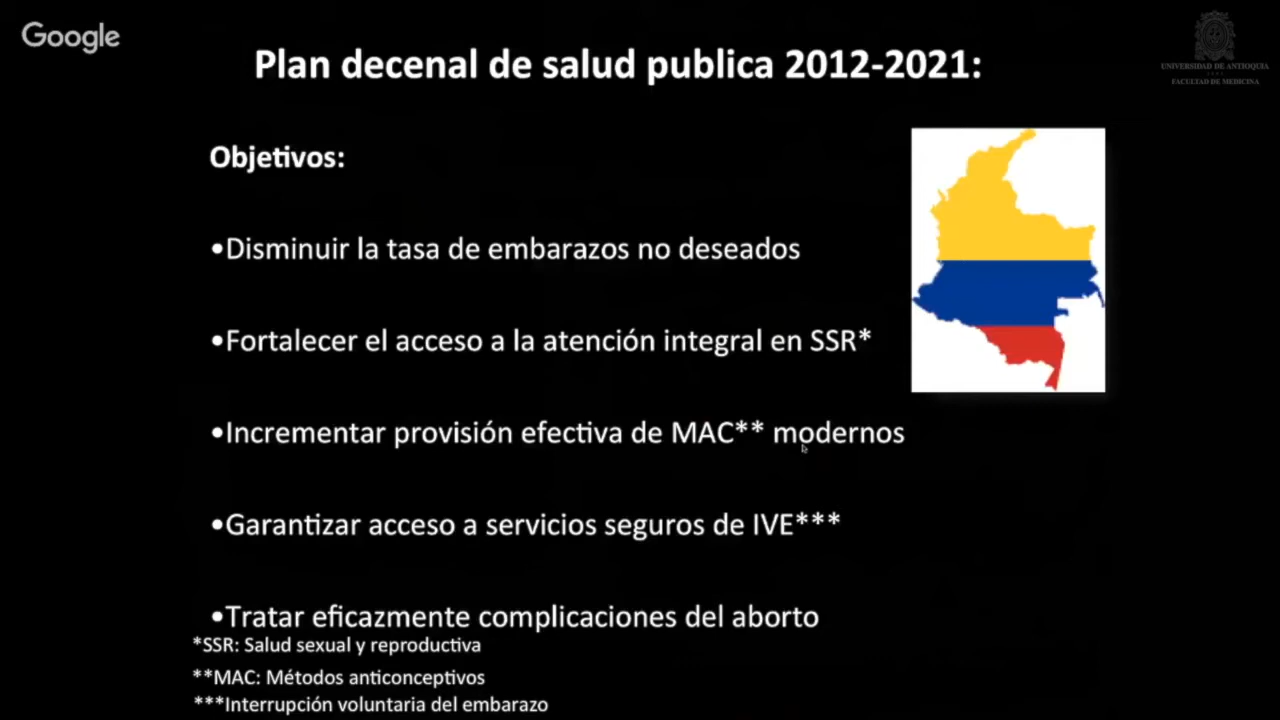 Google
UNIVERSIDAD DE ANTIOQUIA
FACULTAD DE MEDICINA
Plan decenal de salud publica 2012-2021:
Objetivos:
•Disminuir la tasa de embarazos no deseados
•Fortalecer el acceso a la atención integral en SSR*
•Incrementar provisión efectiva de MAC** modernos
•Garantizar acceso a servicios seguros de IVE***
•Tratar eficazmente complicaciones del aborto
*SSR: Salud sexual y reproductiva
**MAC: Métodos anticonceptivos
***Interrupción voluntaria del embarazo